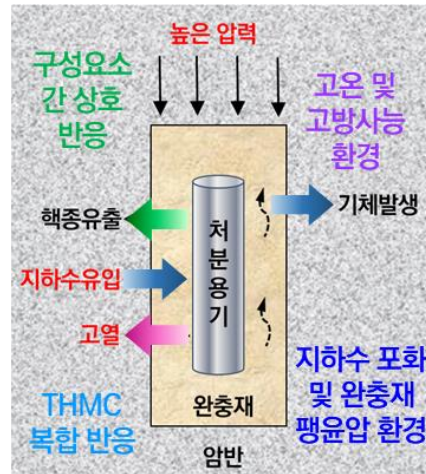 높은 압력
구성요소
간 상호
반응
고온 및
고방사능
환경
핵종유출
기체발생
처분용기
지하수유입
고열
지하수 포화
및 완충재
팽윤압 환경
THMC
복합 반응
완충재
암반